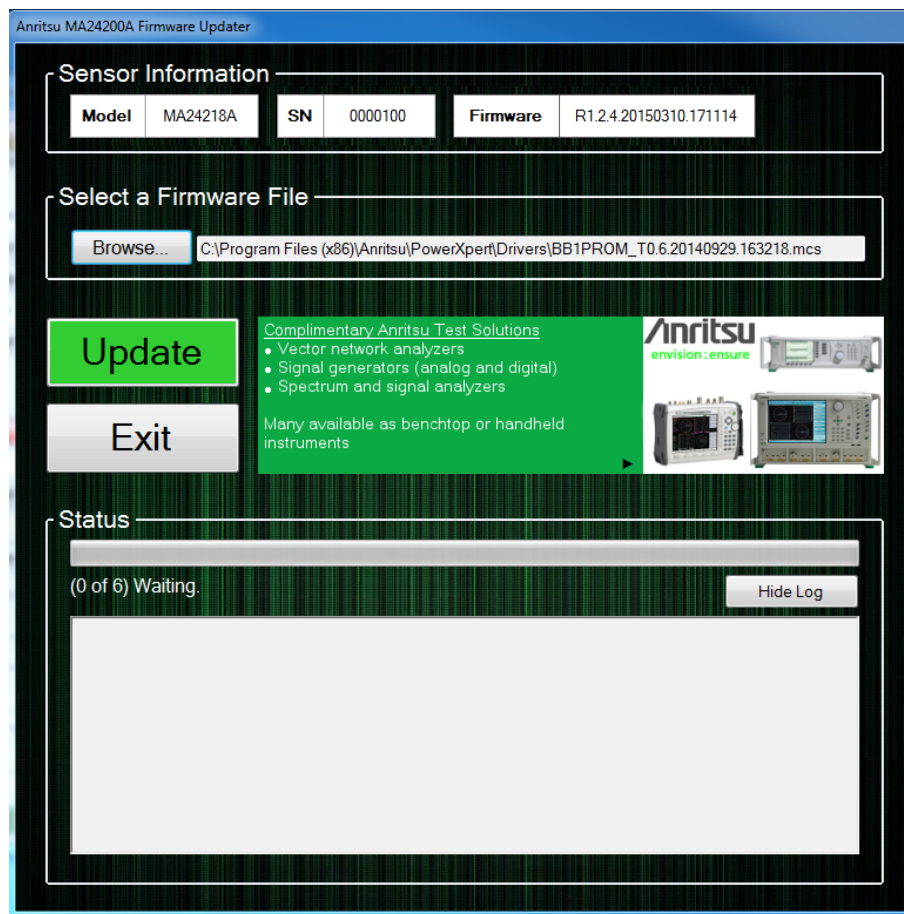 Anritsu MA24200A Firmware Updater
Sensor Information
Model MA24218A SN 0000100 Firmware R1.2.4.20150310.171114
Select a Firmware File
Browse... C:\Program Files (x86)\Anritsu\PowerXpert\Drivers\BB1PROM_T0.6.20140929.163218.mcs
Update
Exit
Complimentary Anritsu Test Solutions
• Vector network analyzers
• Signal generators (analog and digital)
• Spectrum and signal analyzers
Many available as benchtop or handheld
instruments
Anritsu
envision:ensure
Status
(0 of 6) Waiting.
Hide Log